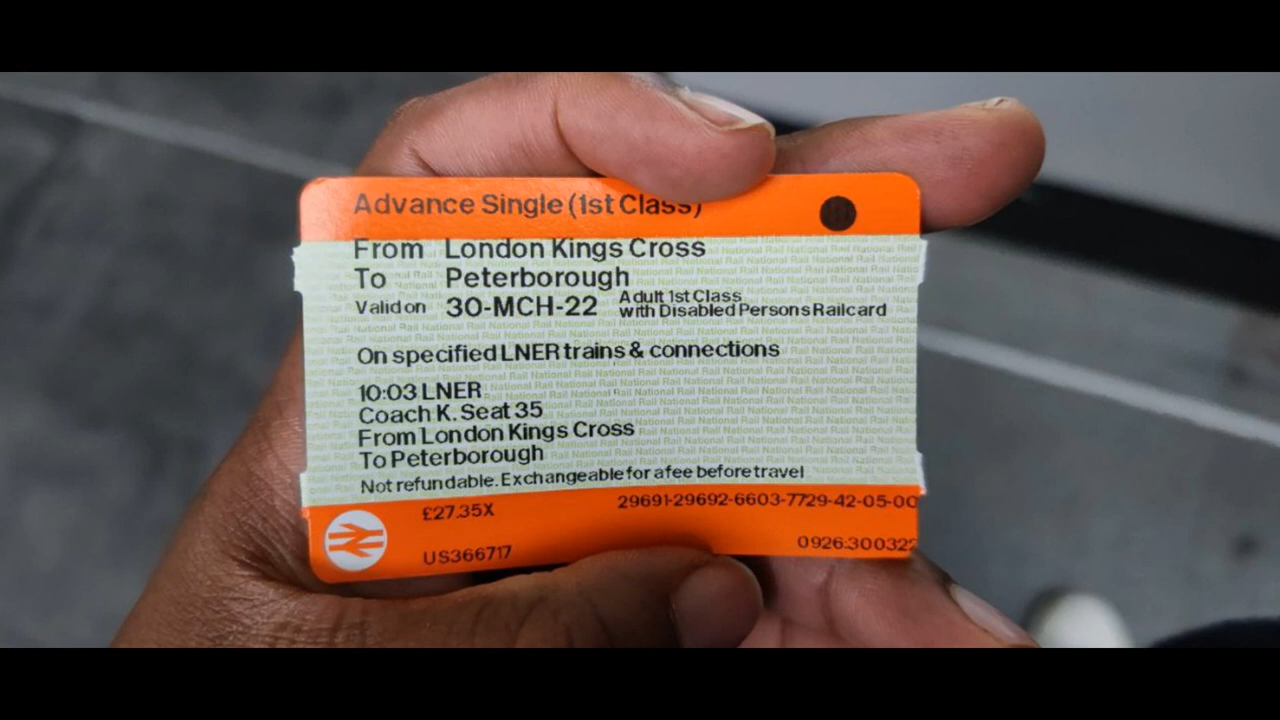 Advance Single (1st Class)
From London Kings Cross
To Peterborough
Valid on 30-MCH-22 Adult 1st Class
with Disabled Persons Railcard
On specified LNER trains & connections
10:03 LNER
Coach K. Seat 35
From London Kings Cross
To Peterborough
Not refundable. Exchangeable for a fee before travel
£27.35X 29691-29692-6603-7729-42-05-00
US366717 0926:300322